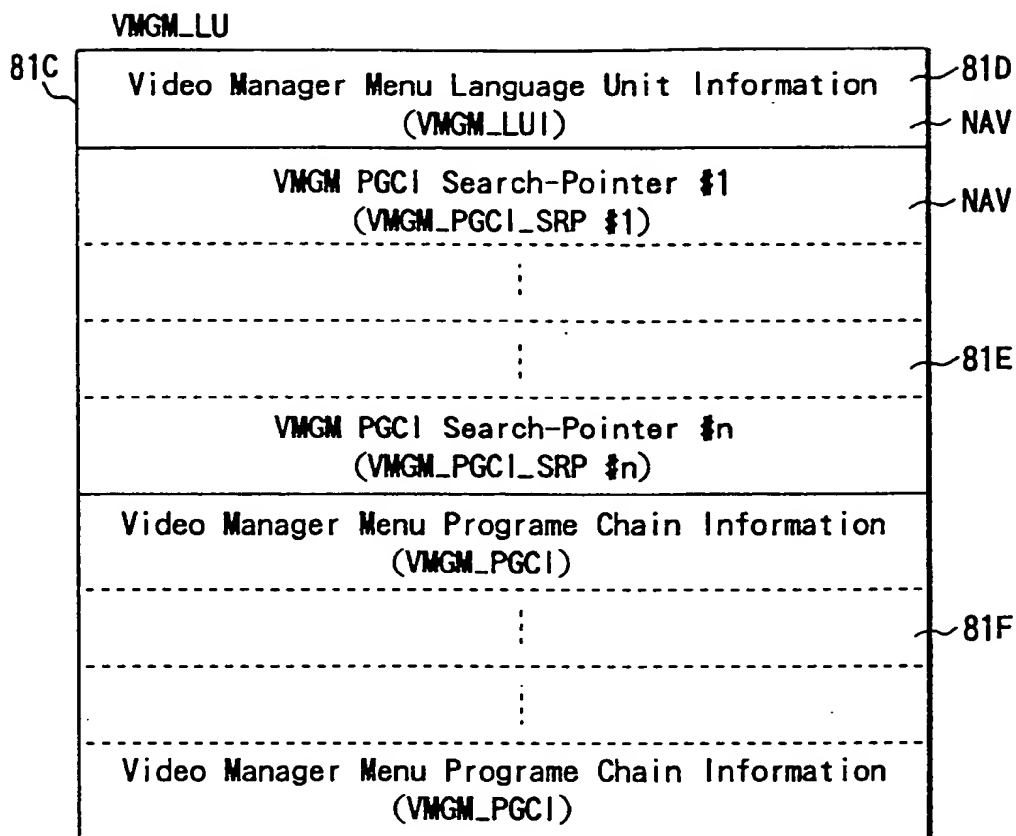 VMGM_LU
81C
Video Manager Menu Language Unit Information 81D
(VMGM_LUI) NAV
VMGM PGCI Search-Pointer #1
(VMGM_PGCI_SRP #1) NAV
81E
VMGM PGCI Search-Pointer #n
(VMGM_PGCI_SRP #n)
Video Manager Menu Programe Chain Information
(VMGM_PGCI)
81F
Video Manager Menu Programe Chain Information
(VMGM_PGCI)